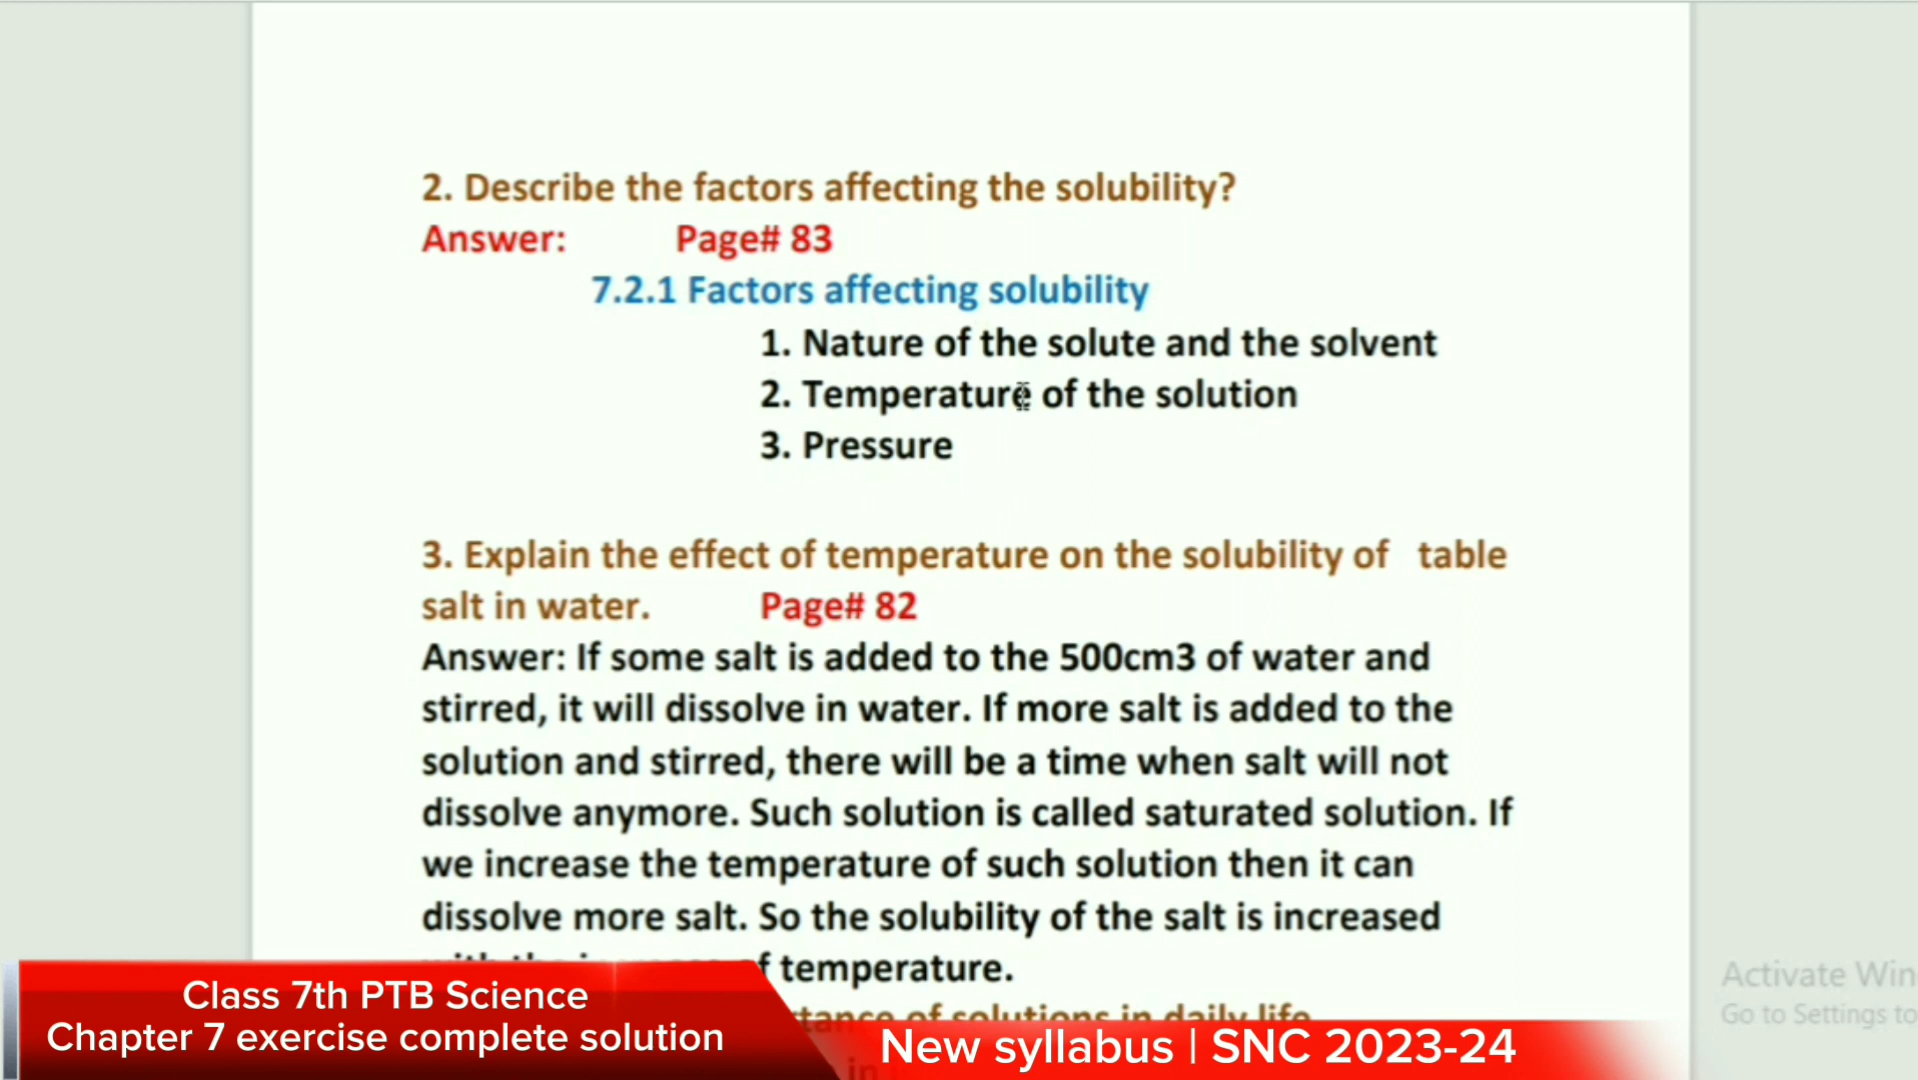 2. Describe the factors affecting the solubility?
Answer: Page# 83
7.2.1 Factors affecting solubility
1. Nature of the solute and the solvent
2. Temperature of the solution
3. Pressure
3. Explain the effect of temperature on the solubility of table
salt in water. Page# 82
Answer: If some salt is added to the 500cm3 of water and
stirred, it will dissolve in water. If more salt is added to the
solution and stirred, there will be a time when salt will not
dissolve anymore. Such solution is called saturated solution. If
we increase the temperature of such solution then it can
dissolve more salt. So the solubility of the salt is increased
temperature.
of solutions in daily life
Activate Win
Go to Settings to
Class 7th PTB Science
Chapter 7 exercise complete solution
New syllabus | SNC 2023-24